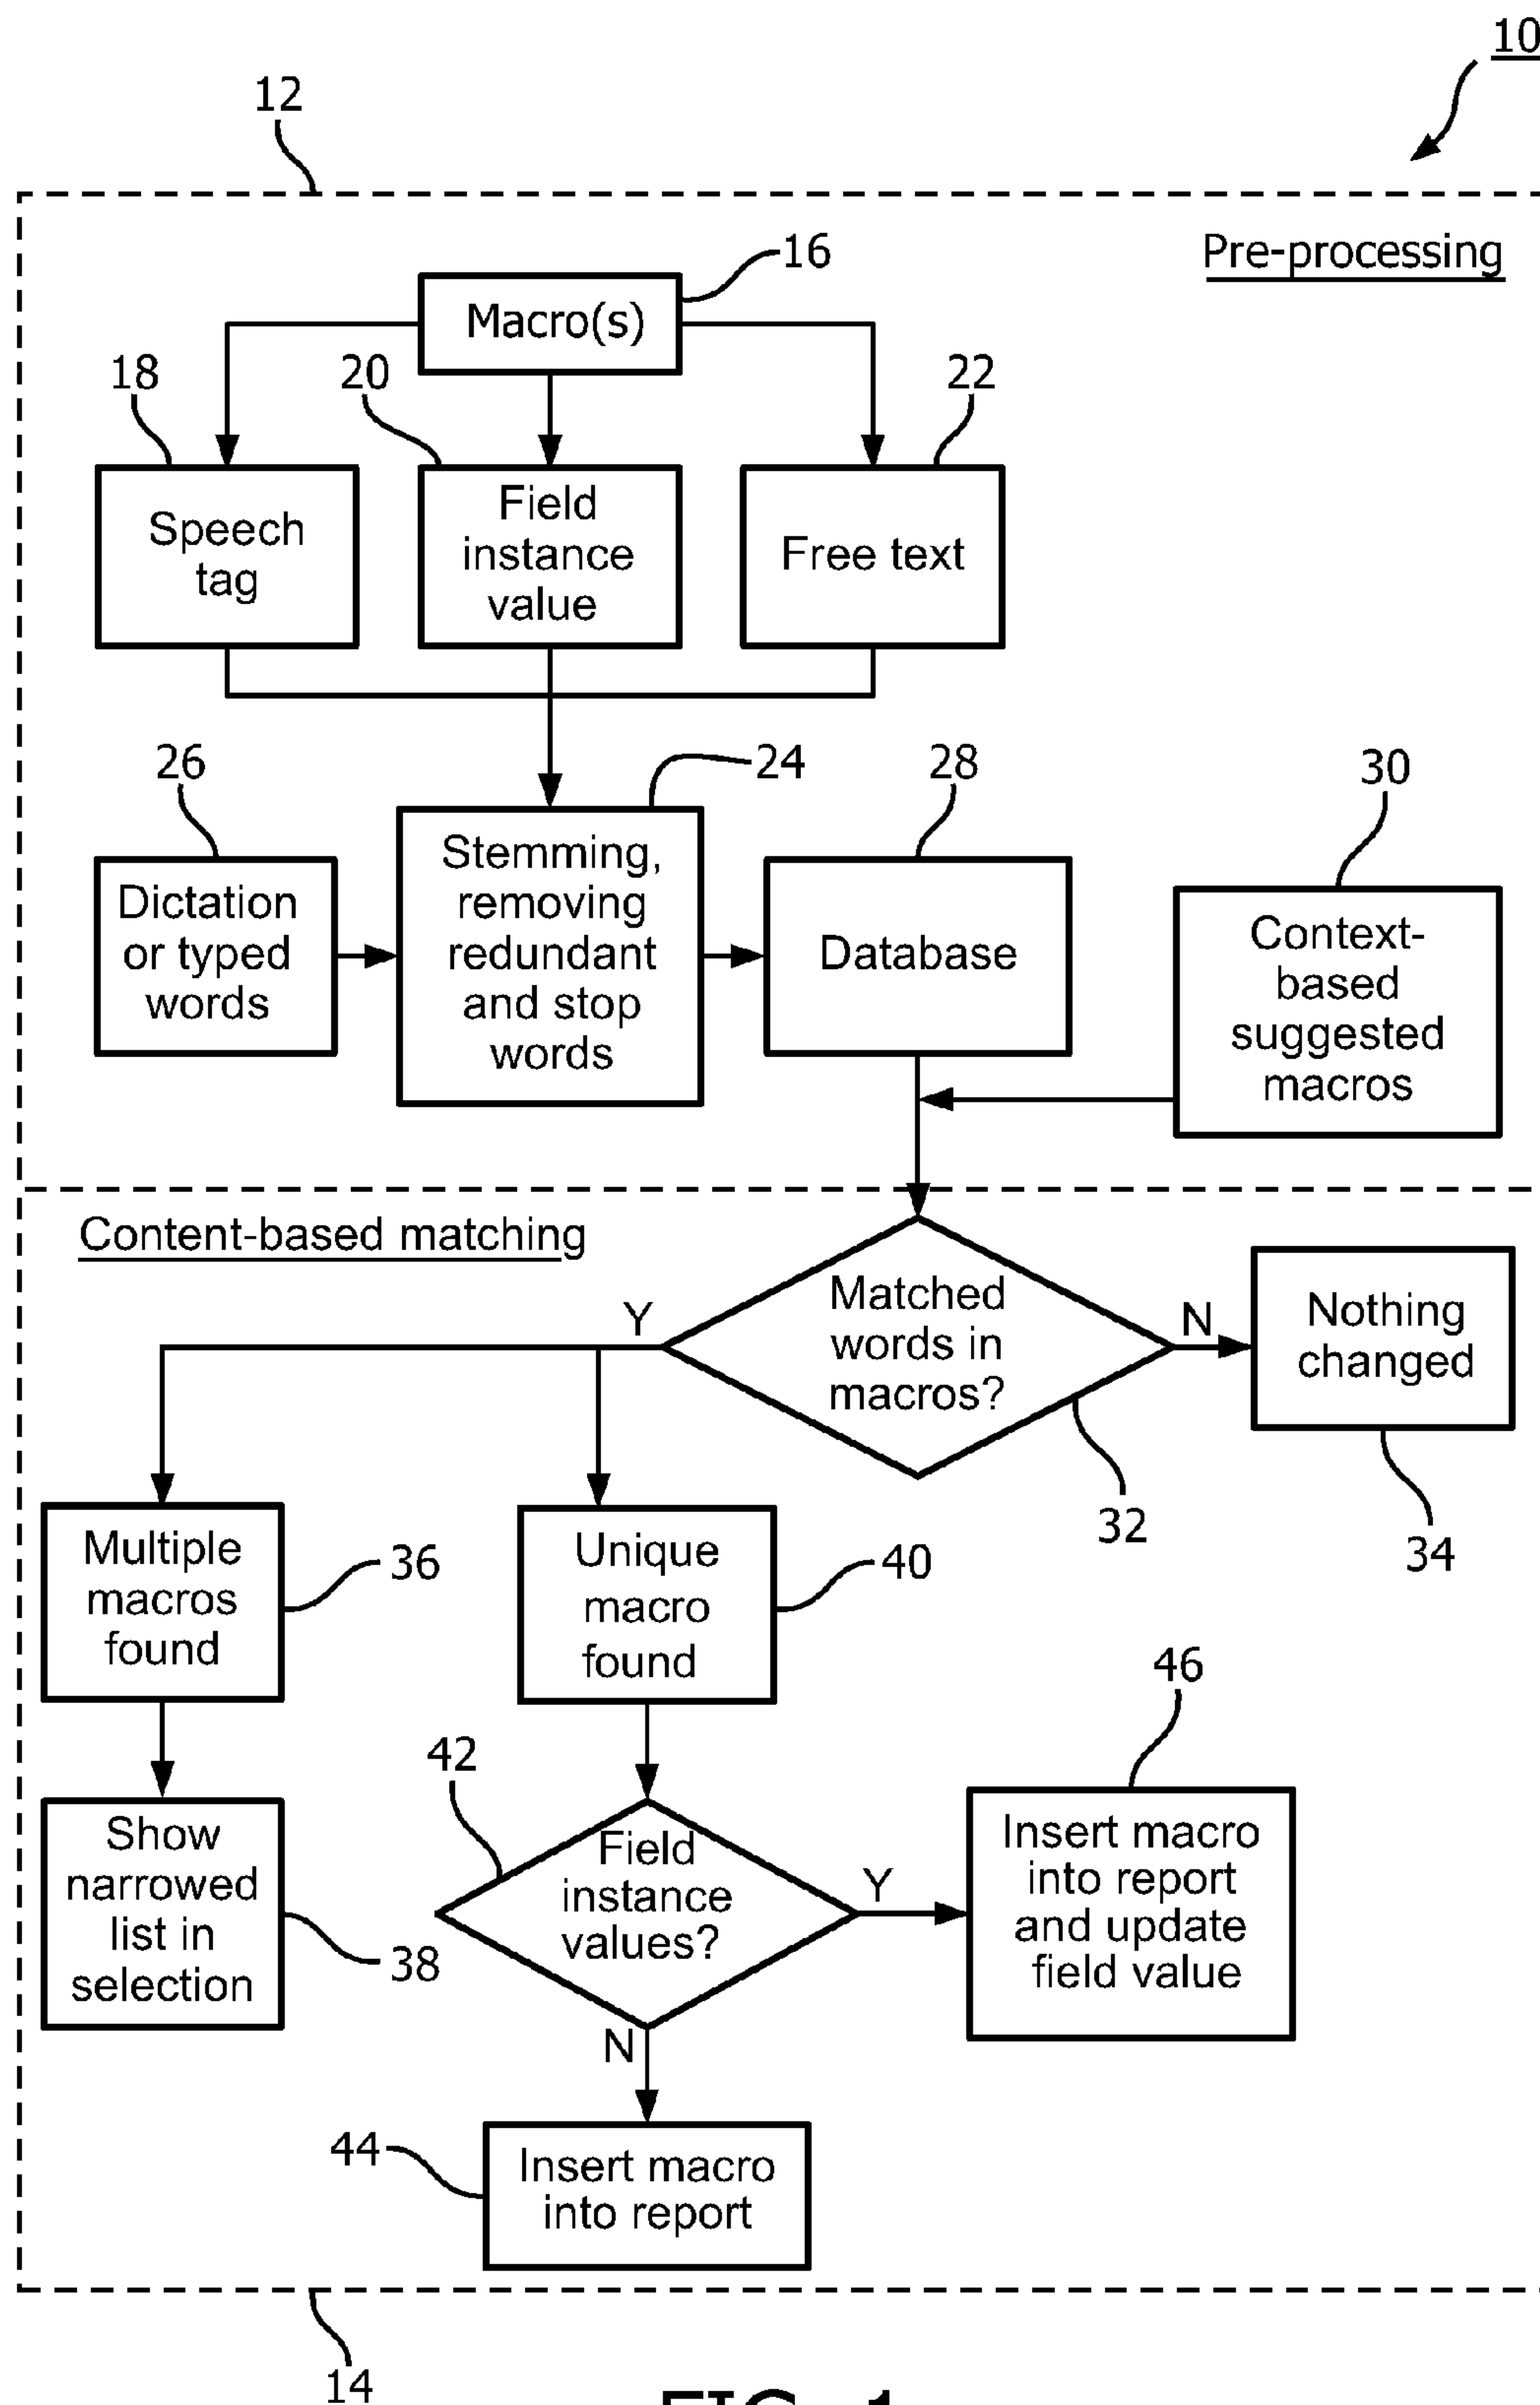 10
12
Pre-processing
16
Macro(s)
18
20
22
Speech
tag
Field
instance
value
Free text
26
24
28
30
Dictation
or typed
words
Stemming,
removing
redundant
and stop
words
Database
Context-
based
suggested
macros
Content-based matching
Matched
words in
macros?
Y
N
Nothing
changed
32
34
Multiple
macros
found
36
Unique
macro
found
40
46
42
Show
narrowed
list in
selection
38
Field
instance
values?
Y
N
Insert macro
into report
and update
field value
44
Insert macro
into report
14
FIG. 1